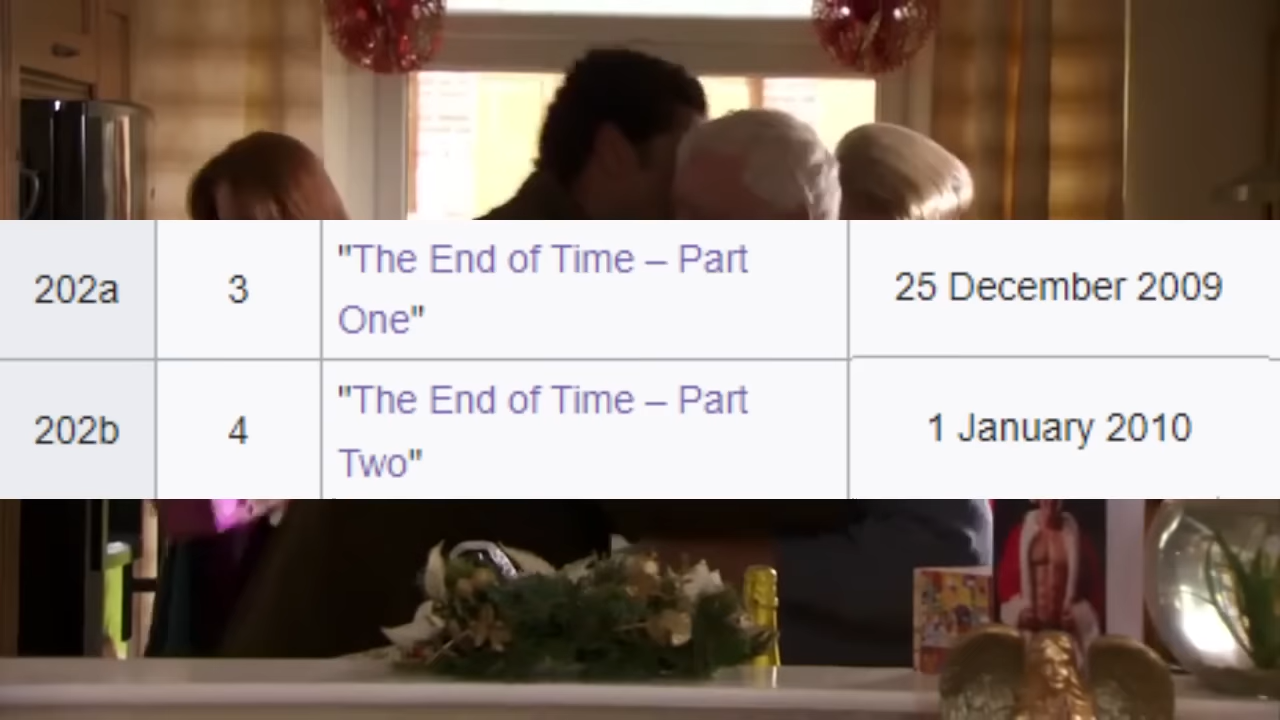 202a 3 "The End of Time – Part One" 25 December 2009
202b 4 "The End of Time – Part Two" 1 January 2010